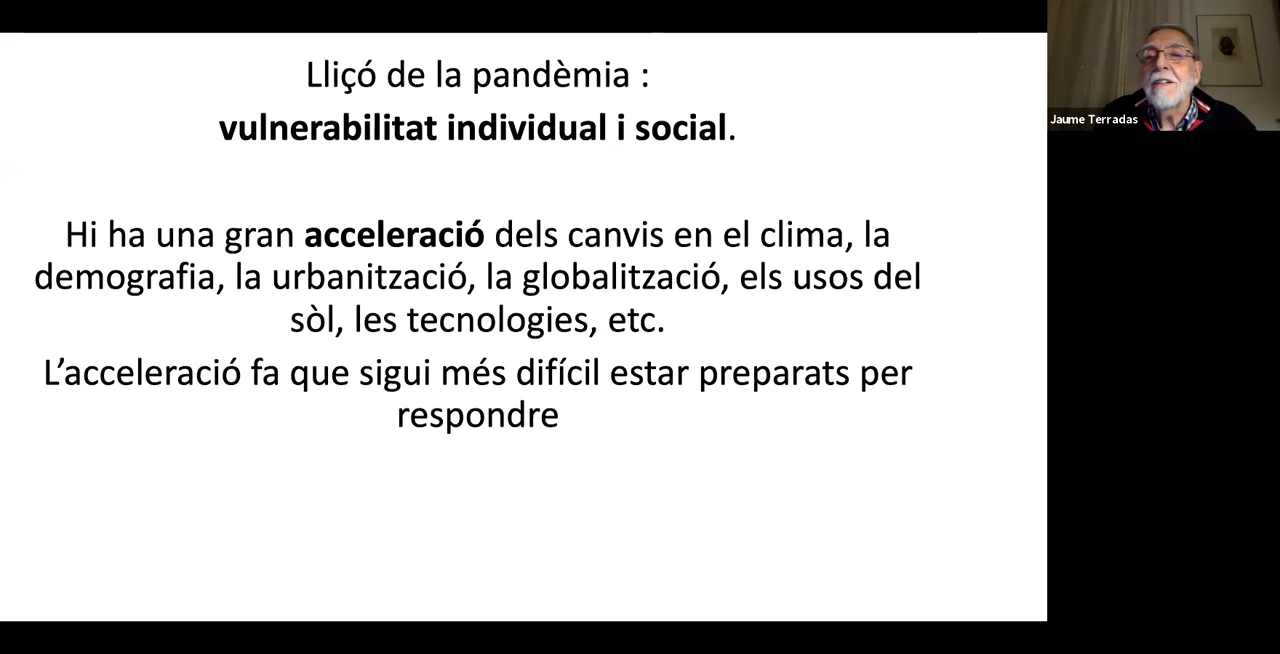 Lliçó de la pandèmia :
vulnerabilitat individual i social.
Hi ha una gran acceleració dels canvis en el clima, la
demografia, la urbanització, la globalització, els usos del
sòl, les tecnologies, etc.
L’acceleració fa que sigui més difícil estar preparats per
respondre
Jaume Terradas